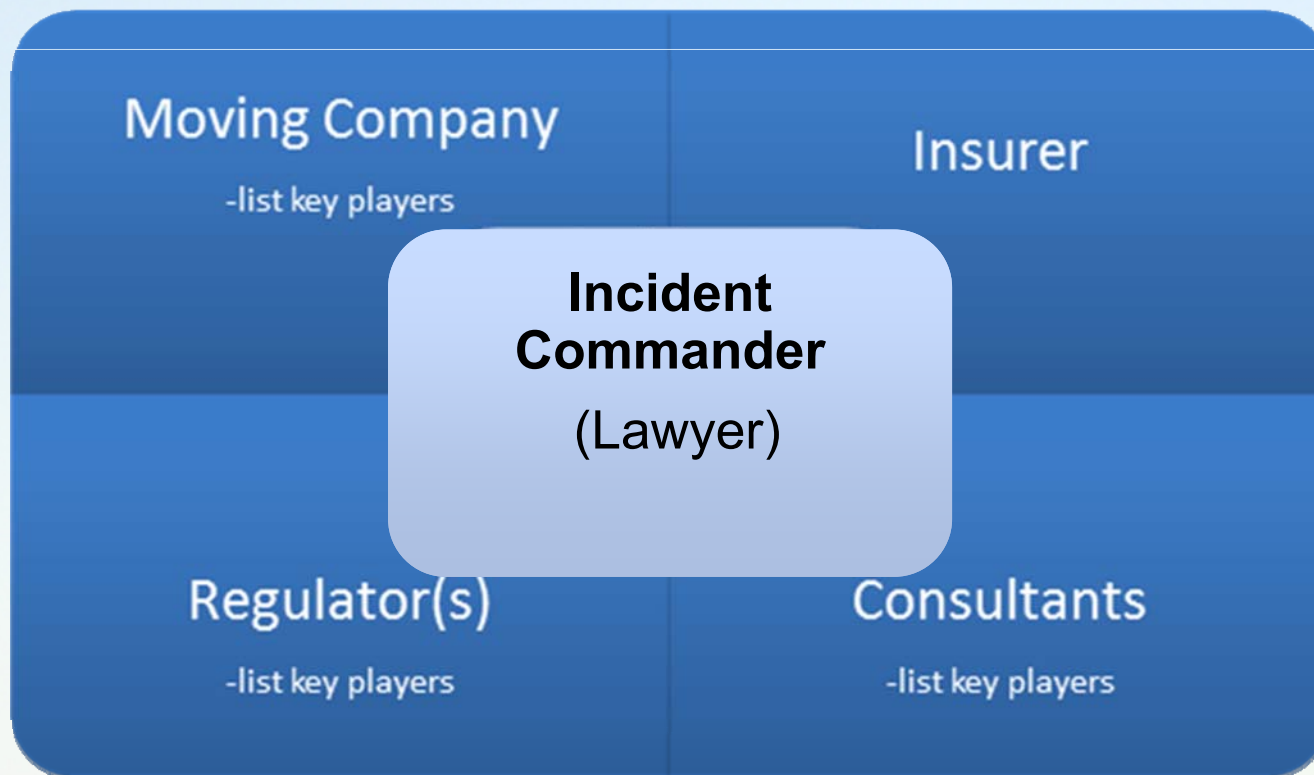 Moving Company
-list key players
Insurer
Incident
Commander
(Lawyer)
Regulator(s)
-list key players
Consultants
-list key players